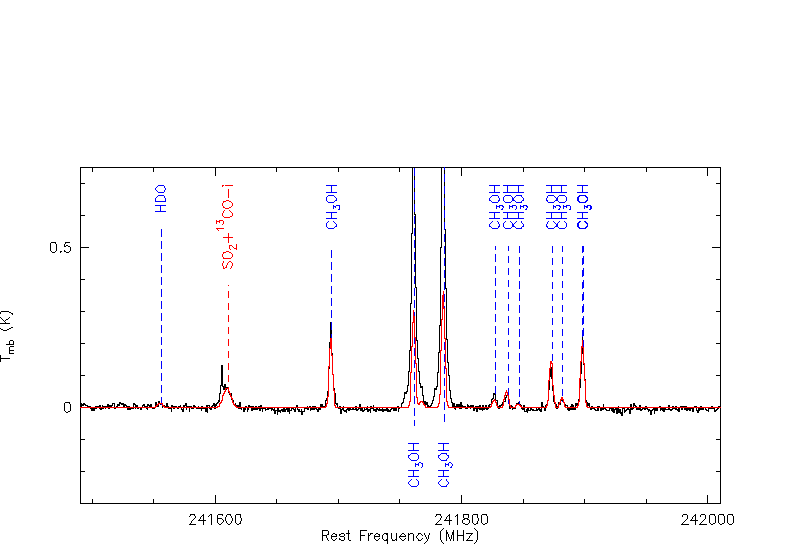 HDO
SO₂+¹³CO-i
CH₃OH
CH₃OH
CH₃OH
CH₃OH
CH₃OH
CH₃OH
CH₃OH
CH₃OH
CH₃OH
0.5
0
T_mb (K)
241600
241800
242000
Rest Frequency (MHz)